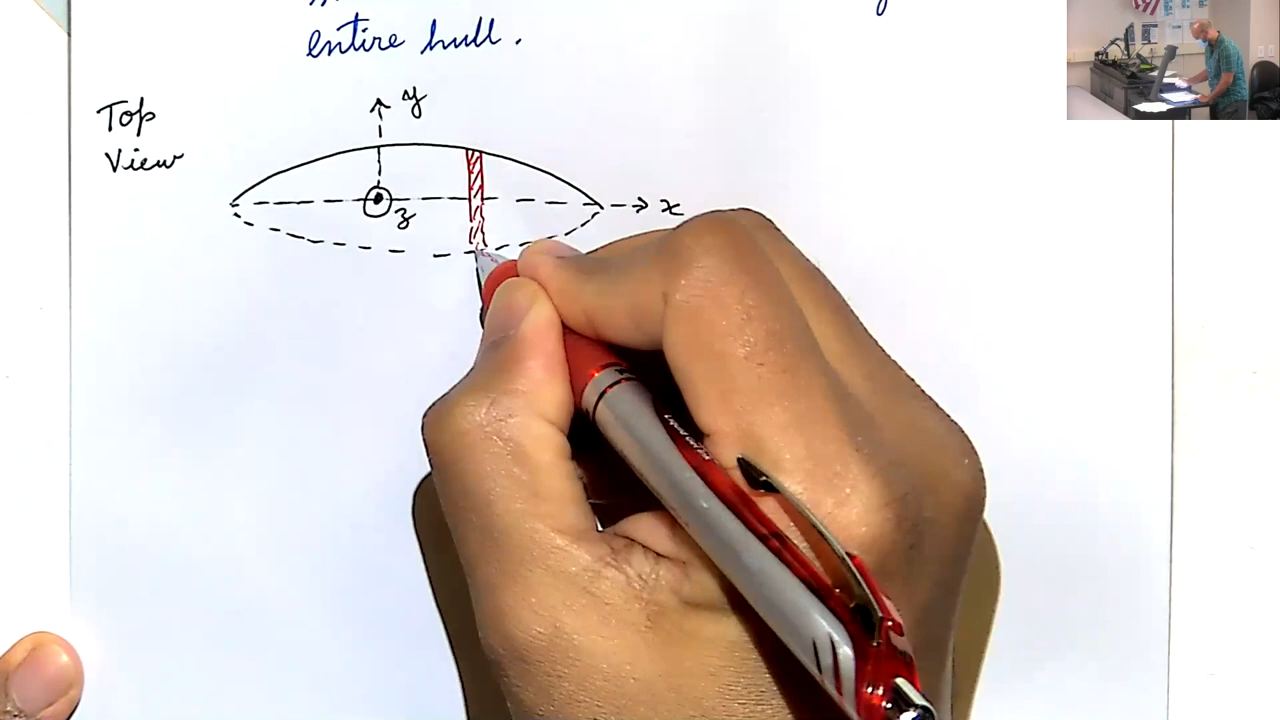 entire hull.
y
Top
View
z
x